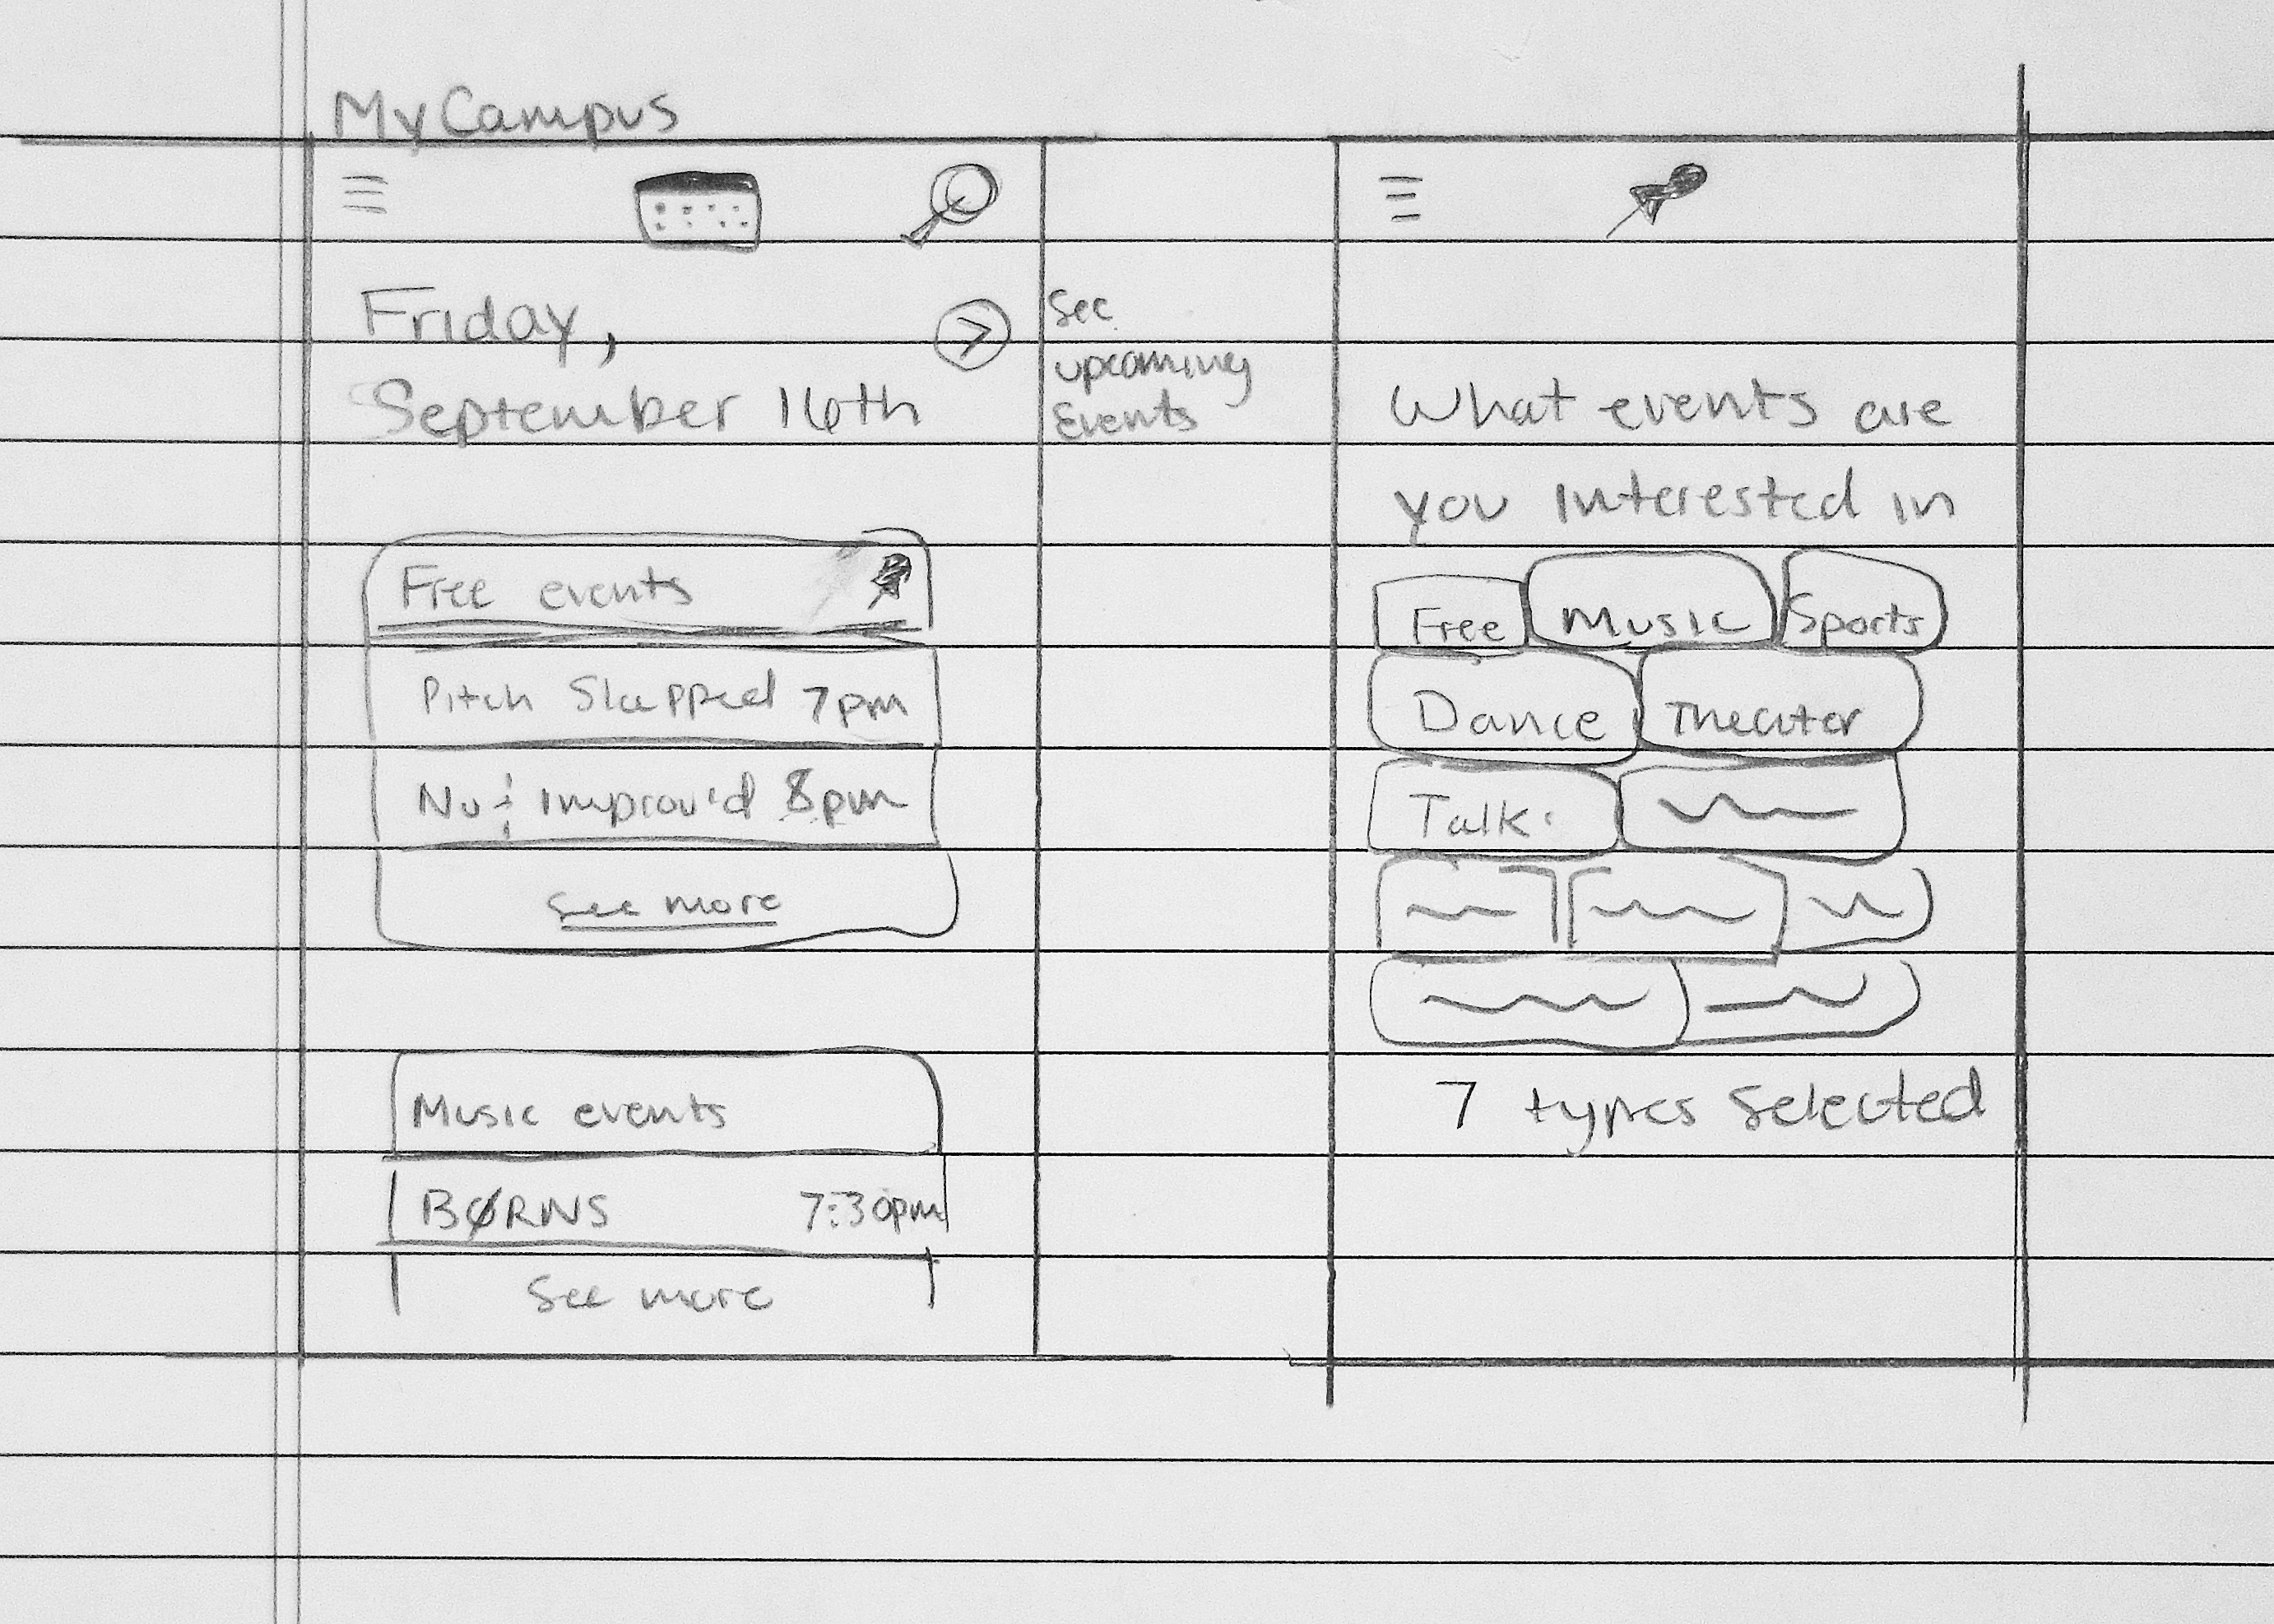 MyCampus
Friday,
September 16th
See
upcoming
Events
Free events
Pitch Slapped 7pm
Nu & Improv'd 8pm
See more
Music events
BØRNS 7:30pm
See more
What events are
you interested in
Free Music Sports
Dance Theater
Talk
7 types selected